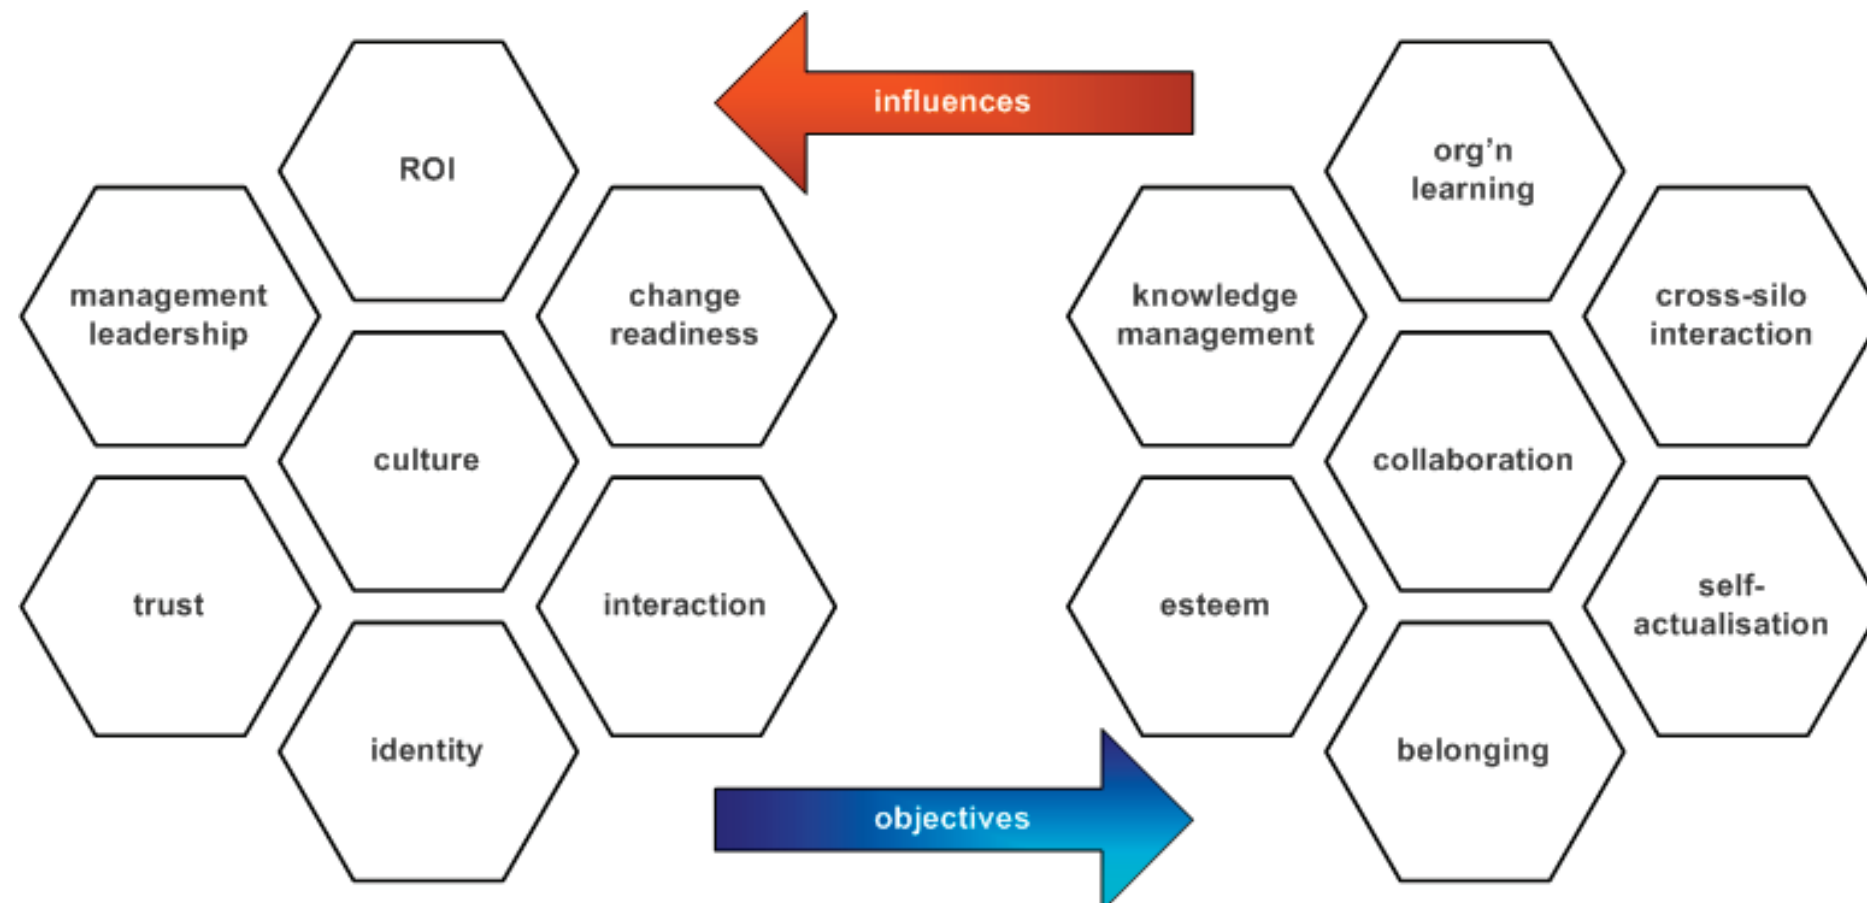 influences
ROI
org’n
learning
management
leadership
change
readiness
knowledge
management
cross-silo
interaction
culture
collaboration
trust
interaction
esteem
self-
actualisation
identity
belonging
objectives